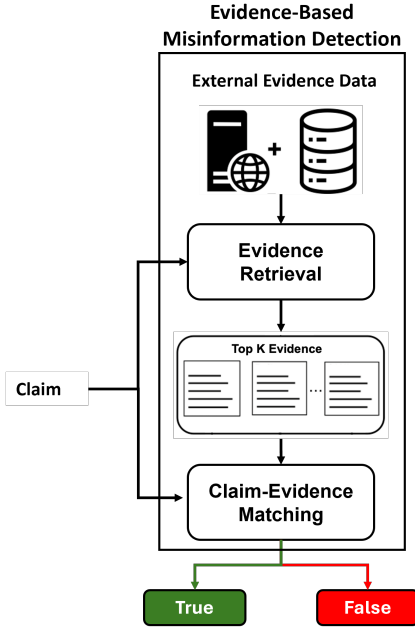 Evidence-Based
Misinformation Detection
External Evidence Data
+
Evidence
Retrieval
Top K Evidence
...
Claim
Claim-Evidence
Matching
True
False